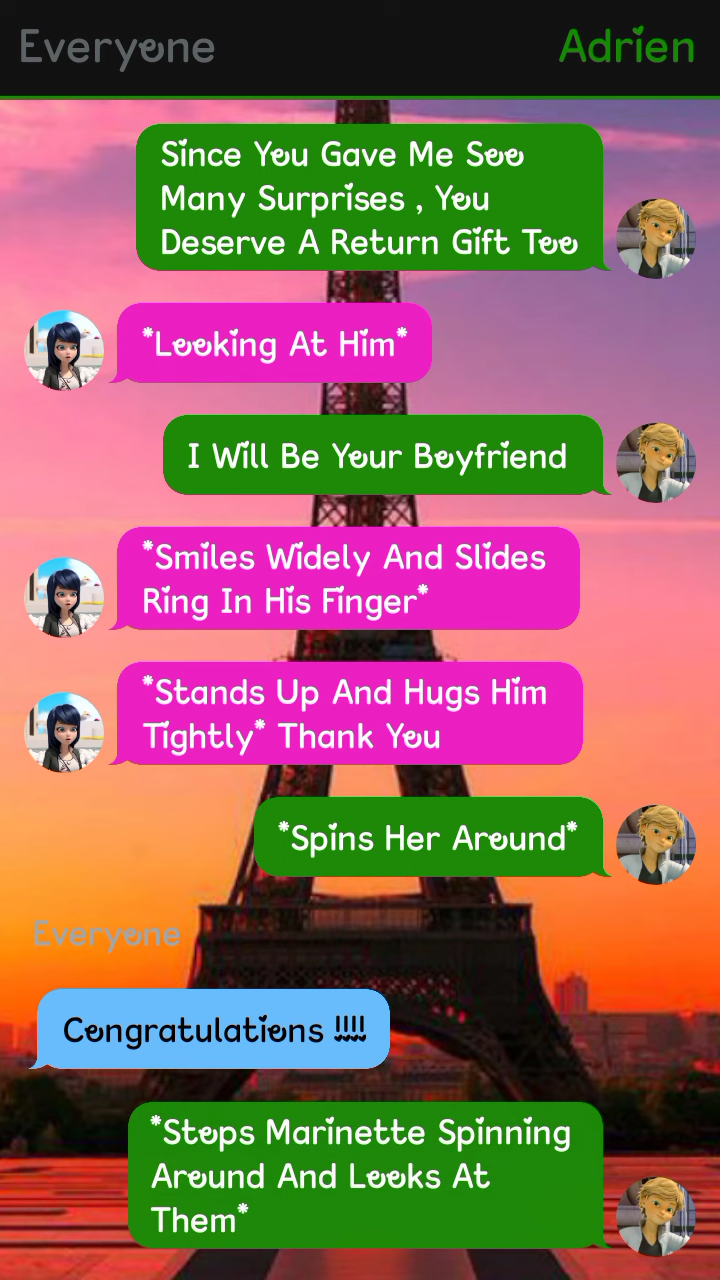 Everyone
Adrien
Since You Gave Me Soo
Many Surprises , You
Deserve A Return Gift Too
*Looking At Him*
I Will Be Your Boyfriend
*Smiles Widely And Slides
Ring In His Finger*
*Stands Up And Hugs Him
Tightly* Thank You
*Spins Her Around*
Everyone
Congratulations !!!!
*Stops Marinette Spinning
Around And Looks At
Them*